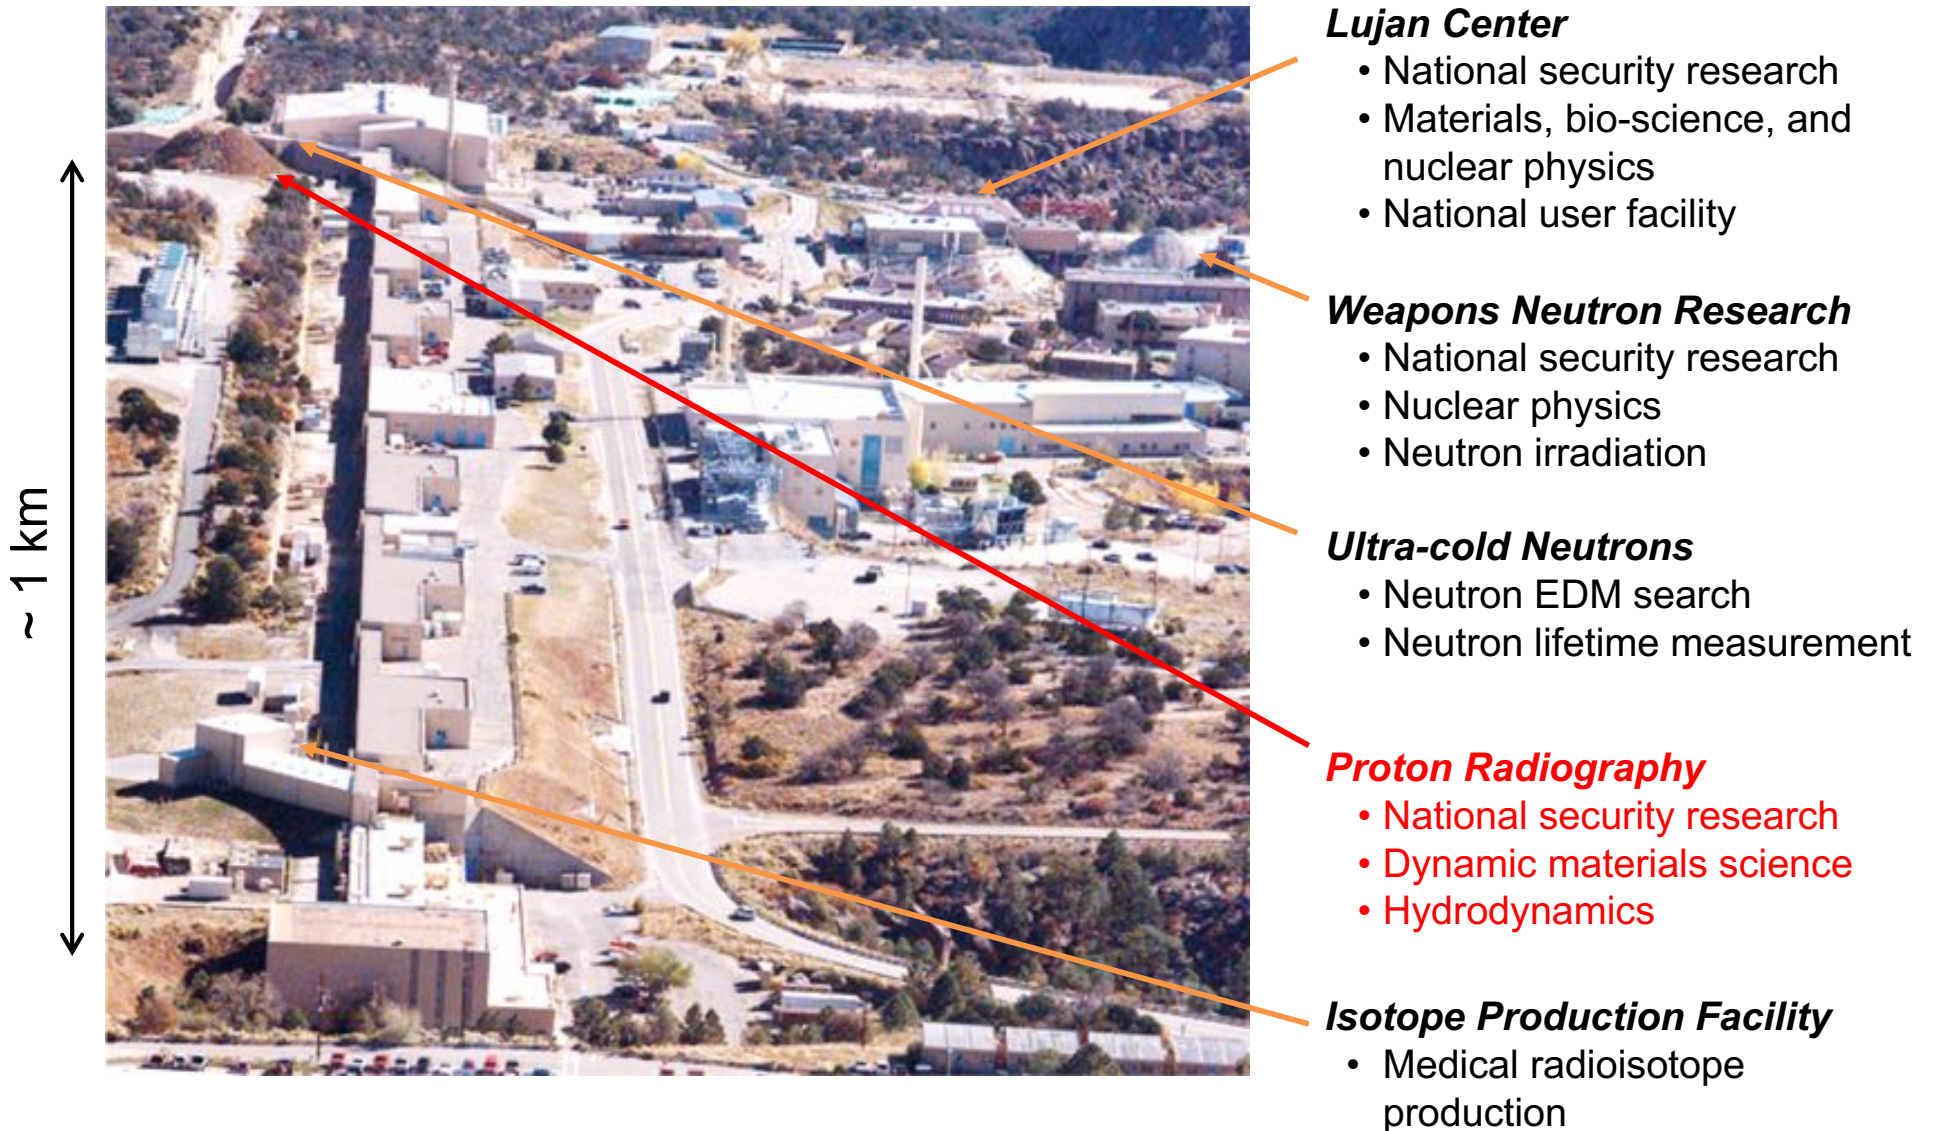 Lujan Center
• National security research
• Materials, bio-science, and
nuclear physics
• National user facility
~ 1 km
Weapons Neutron Research
• National security research
• Nuclear physics
• Neutron irradiation
Ultra-cold Neutrons
• Neutron EDM search
• Neutron lifetime measurement
Proton Radiography
• National security research
• Dynamic materials science
• Hydrodynamics
Isotope Production Facility
• Medical radioisotope
production